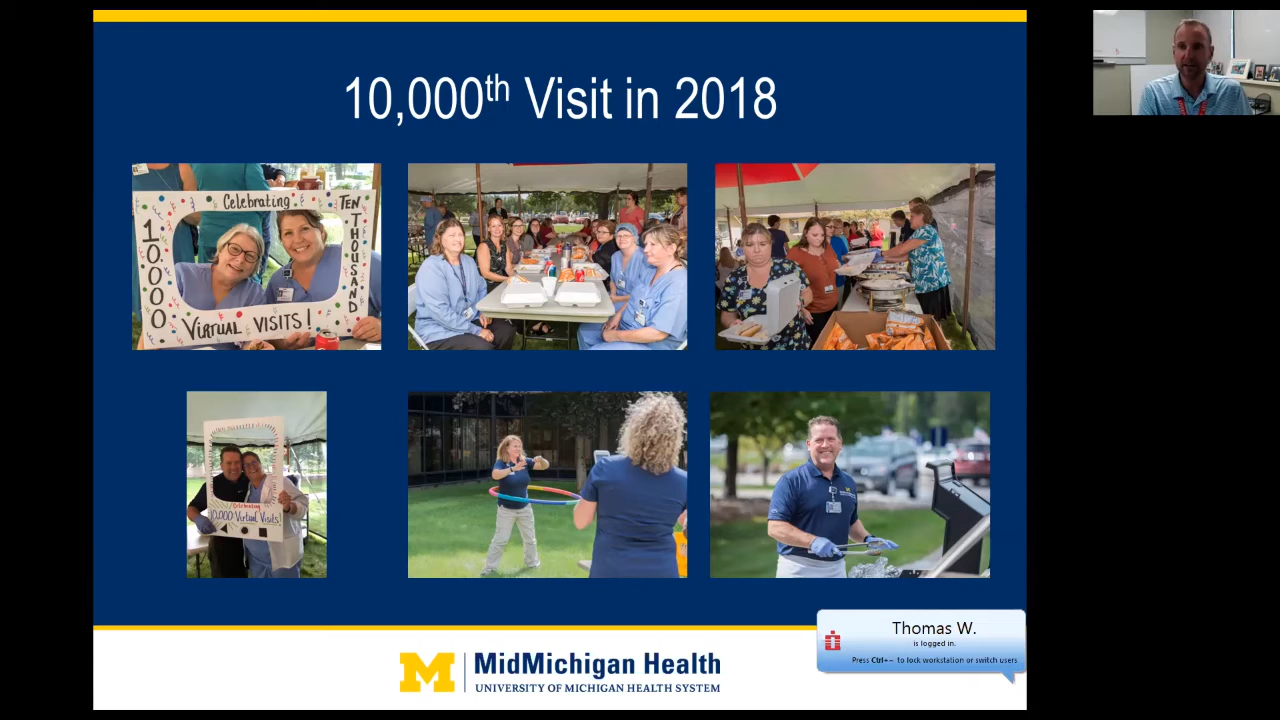 10,000th Visit in 2018
Celebrating
TEN THOUSAND
10,000
VIRTUAL VISITS!
Celebrating
10,000 Virtual Visits!
Thomas W.
is logged in.
Press Ctrl+~ to lock workstation or switch users
M
MidMichigan Health
UNIVERSITY OF MICHIGAN HEALTH SYSTEM